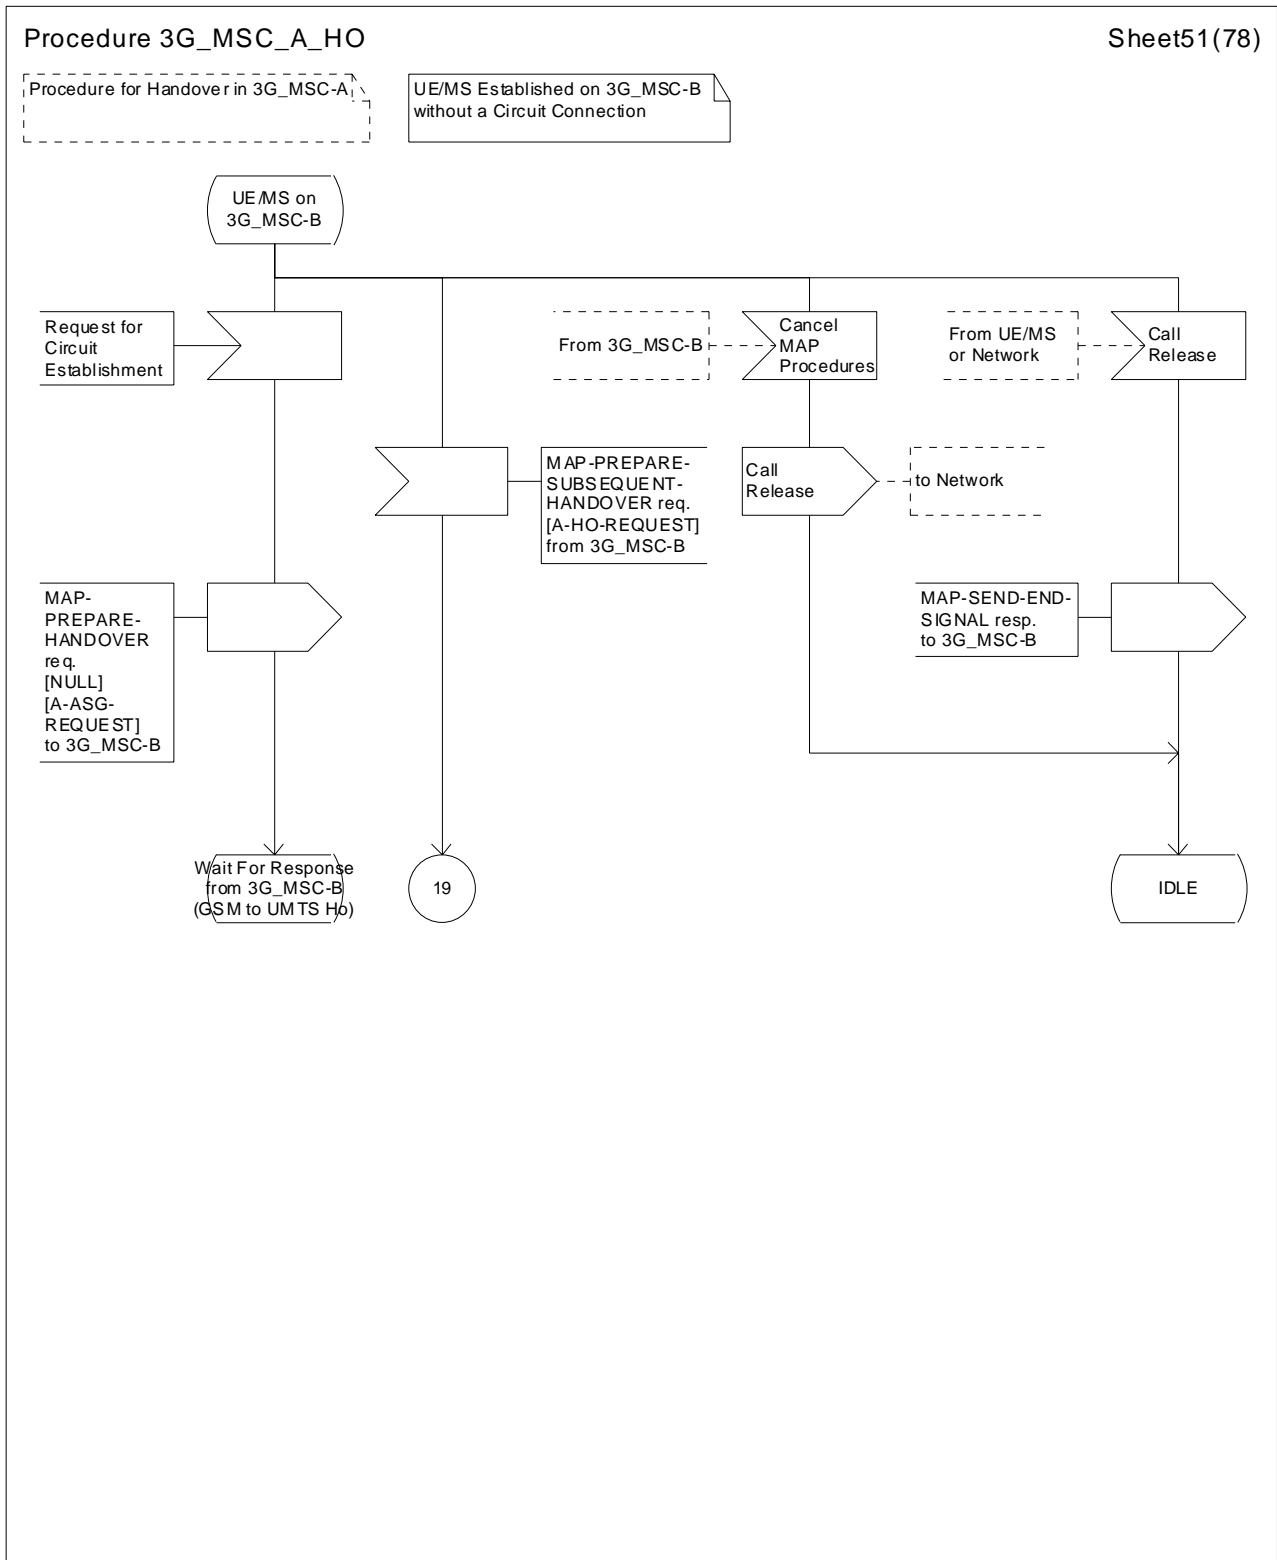 Procedure 3G_MSC_A_HO
Sheet51(78)
Procedure for Handover in 3G_MSC-A
UE/MS Established on 3G_MSC-B
without a Circuit Connection
UE/MS on
3G_MSC-B
Request for
Circuit
Establishment
From 3G_MSC-B
Cancel
MAP
Procedures
From UE/MS
or Network
Call
Release
MAP-PREPARE-
SUBSEQUENT-
HANDOVER req.
[A-HO-REQUEST]
from 3G_MSC-B
Call
Release
to Network
MAP-
PREPARE-
HANDOVER
req.
[NULL]
[A-ASG-
REQUEST]
to 3G_MSC-B
MAP-SEND-END-
SIGNAL resp.
to 3G_MSC-B
Wait For Response
from 3G_MSC-B
(GSM to UMTS Ho)
19
IDLE